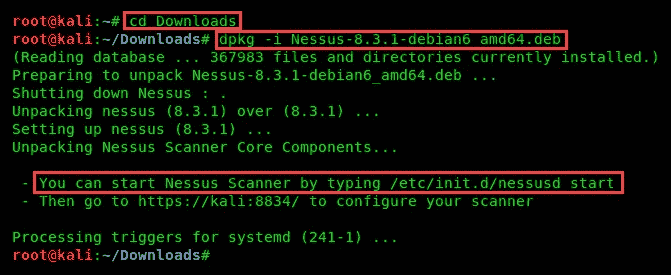 root@kali:~# cd Downloads
root@kali:~/Downloads# dpkg -i Nessus-8.3.1-debian6_amd64.deb
(Reading database ... 367983 files and directories currently installed.)
Preparing to unpack Nessus-8.3.1-debian6_amd64.deb ...
Shutting down Nessus : .
Unpacking nessus (8.3.1) over (8.3.1) ...
Setting up nessus (8.3.1) ...
Unpacking Nessus Scanner Core Components...
- You can start Nessus Scanner by typing /etc/init.d/nessusd start
- Then go to https://kali:8834/ to configure your scanner
Processing triggers for systemd (241-1) ...
root@kali:~/Downloads#